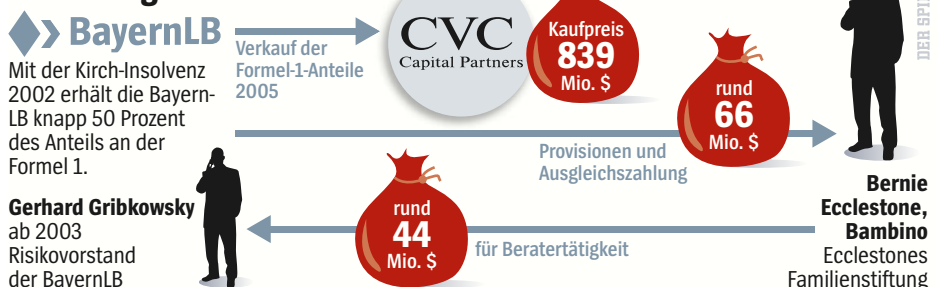 BayernLB
Mit der Kirch-Insolvenz
2002 erhält die Bayern-
LB knapp 50 Prozent
des Anteils an der
Formel 1.
Verkauf der
Formel-1-Anteile
2005
CVC
Capital Partners
Kaufpreis
839
Mio. $
rund
66
Mio. $
Provisionen und
Ausgleichszahlung
Gerhard Gribkowsky
ab 2003
Risikovorstand
der BayernLB
rund
44
Mio. $
für Beratertätigkeit
Bernie
Ecclestone,
Bambino
Ecclestones
Familienstiftung